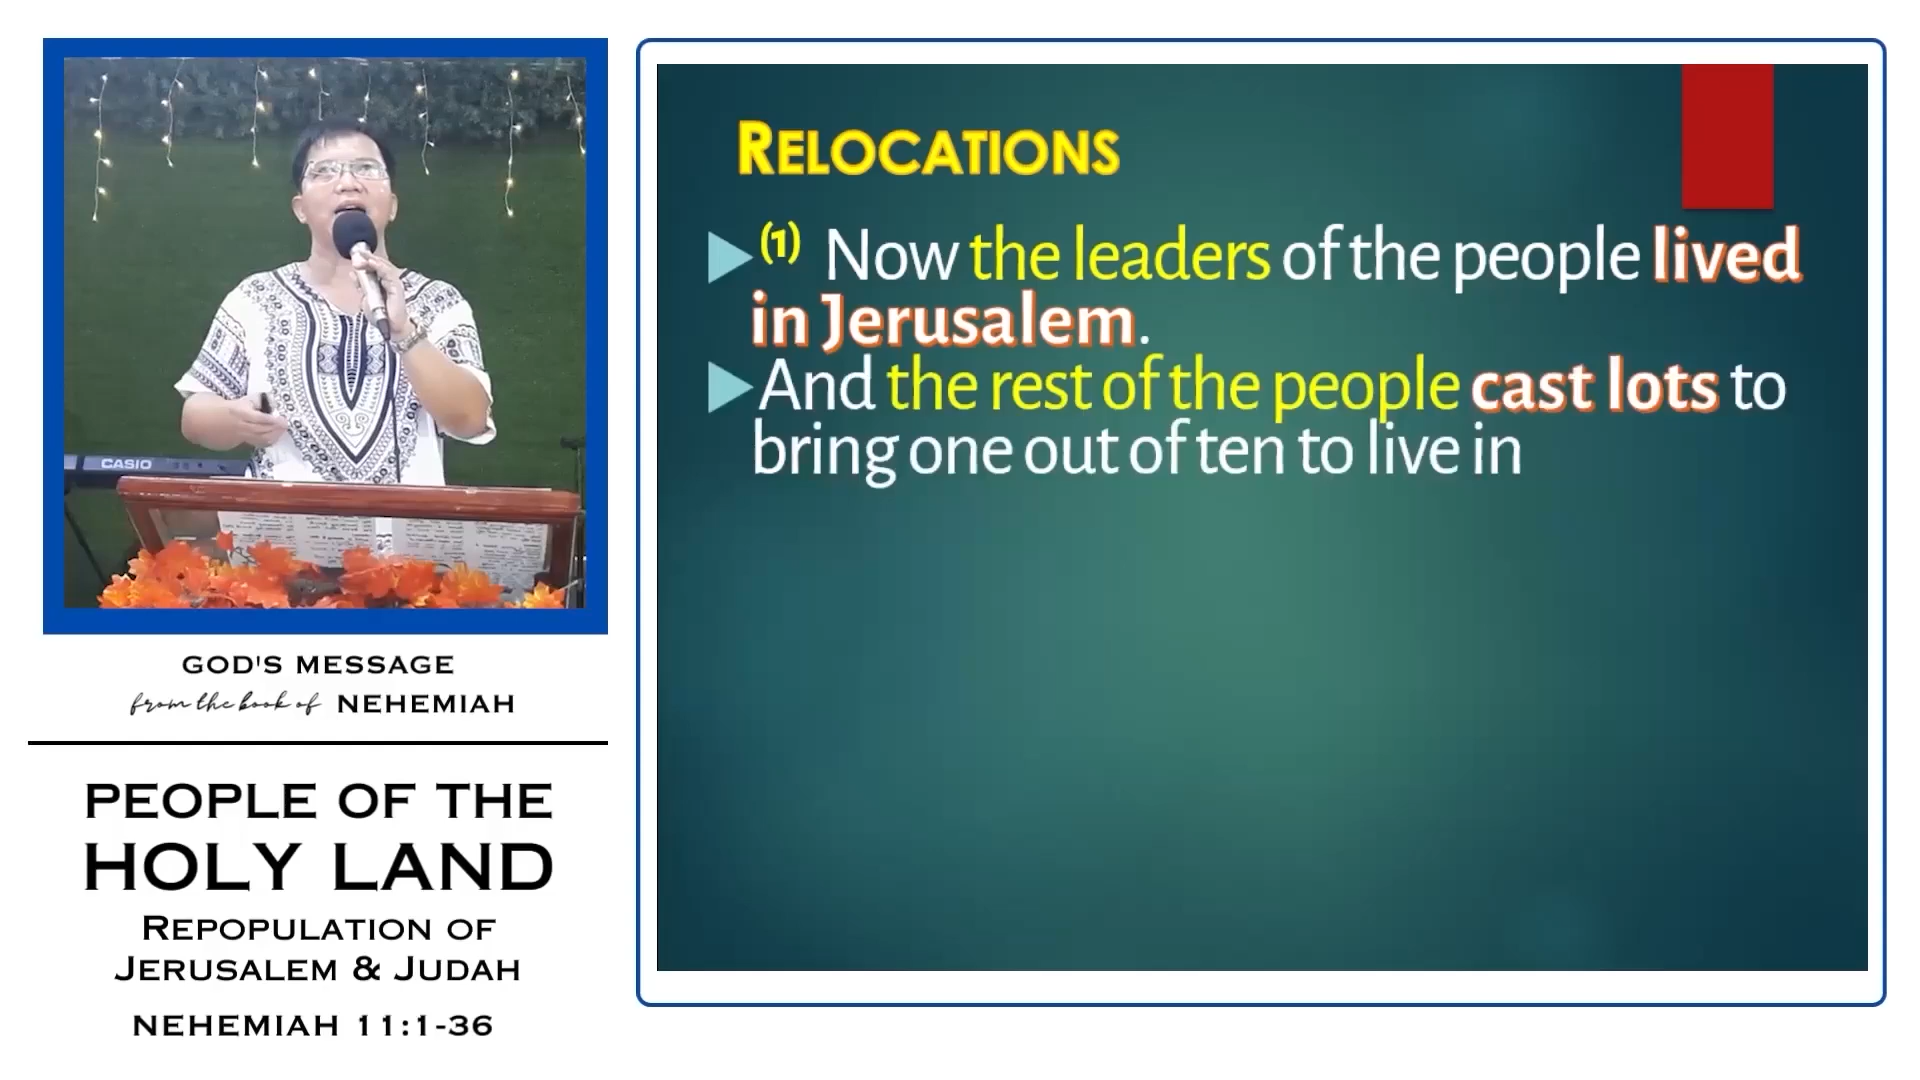 CASIO
GOD'S MESSAGE
from the book of NEHEMIAH
PEOPLE OF THE
HOLY LAND
REPOPULATION OF
JERUSALEM & JUDAH
NEHEMIAH 11:1-36
RELOCATIONS
(1) Now the leaders of the people lived
in Jerusalem.
And the rest of the people cast lots to
bring one out of ten to live in